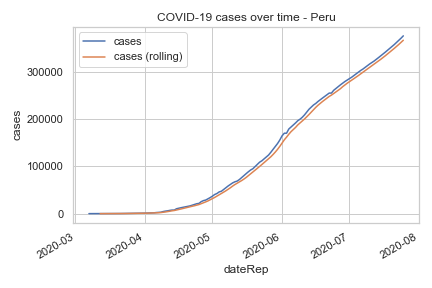 COVID-19 cases over time - Peru
cases
cases (rolling)
300000
200000
100000
0
cases
2020-03
2020-04
2020-05
2020-06
2020-07
2020-08
dateRep